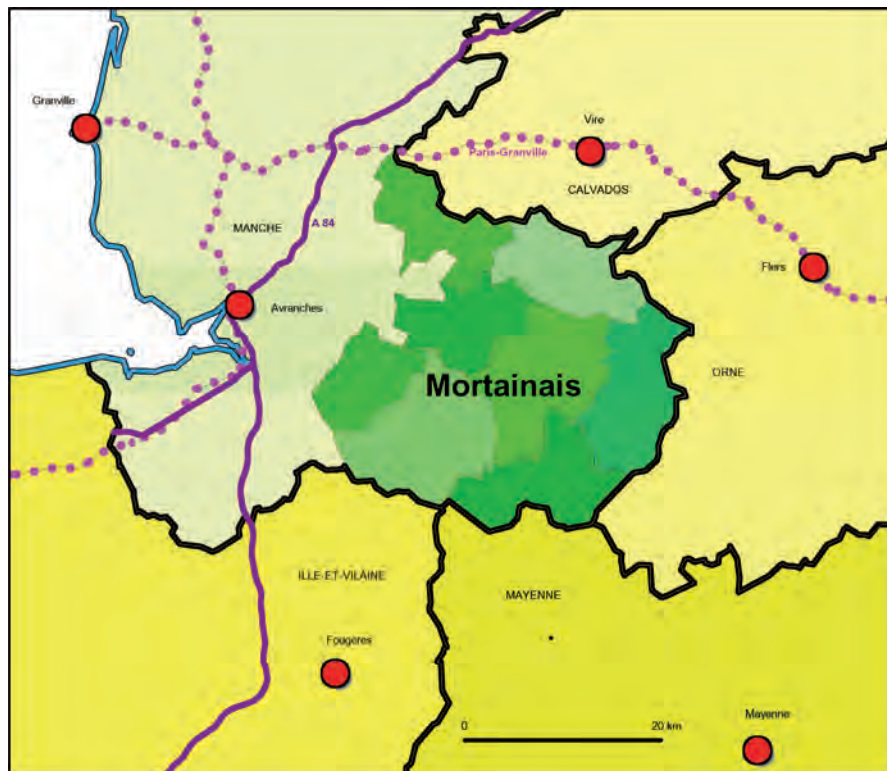 Granville
Vire
Paris-Granville
CALVADOS
MANCHE
A 84
Flers
Avranches
ORNE
Mortainais
ILLE-ET-VILAINE
MAYENNE
Fougères
Mayenne
0 20 km